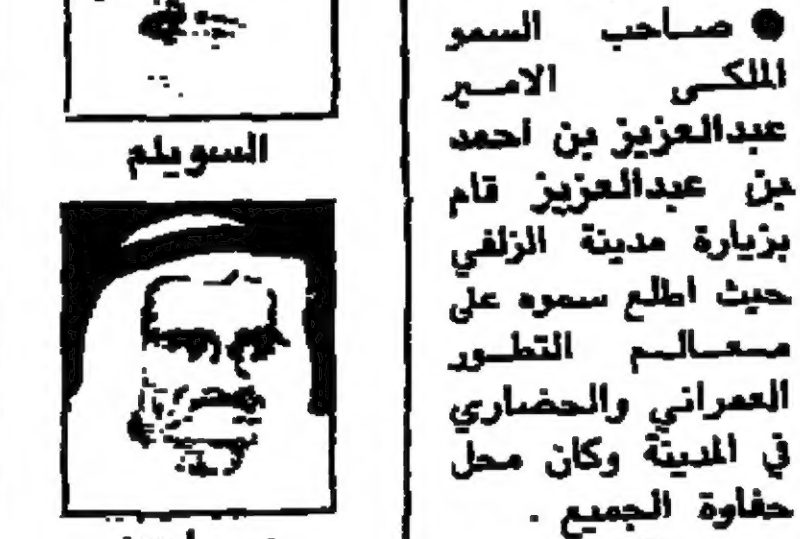 ● صاحب السمو
الملكي الامير
عبدالعزيز بن احمد
بن عبدالعزيز قام
بزيارة مدينة الزلفي
حيث اطلع سموه على
معالم التطور
العمراني والحضاري
في المدينة وكان محل
حفاوة الجميع .
السويلم